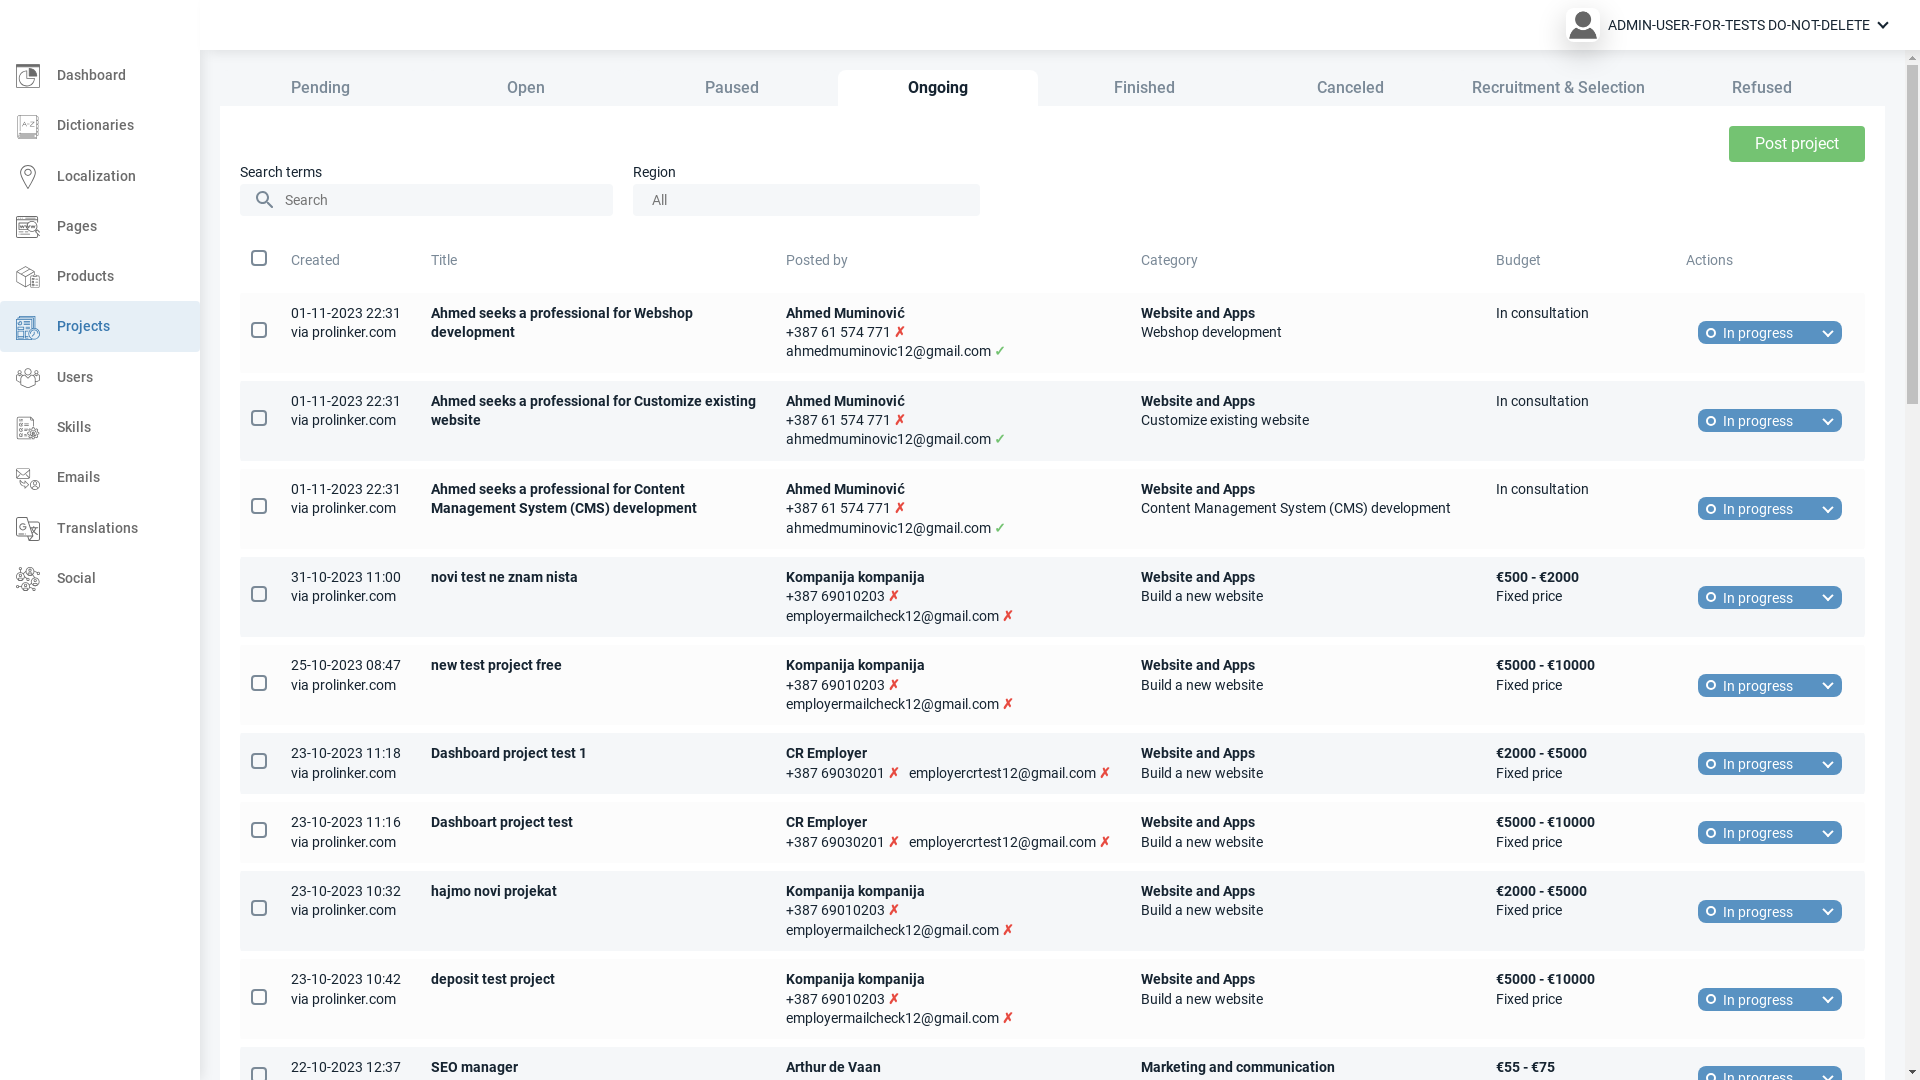 ADMIN-USER-FOR-TESTS DO-NOT-DELETE
Dashboard
Dictionaries
Localization
Pages
Products
Projects
Users
Skills
Emails
Translations
Social
Pending Open Paused Ongoing Finished Canceled Recruitment & Selection Refused
Post project
Search terms Region
Search All
Created Title Posted by Category Budget Actions
01-11-2023 22:31 Ahmed seeks a professional for Webshop Ahmed Muminović Website and Apps In consultation
via prolinker.com development +387 61 574 771 ✗ Webshop development In progress
ahmedmuminovic12@gmail.com ✓
01-11-2023 22:31 Ahmed seeks a professional for Customize existing Ahmed Muminović Website and Apps In consultation
via prolinker.com website +387 61 574 771 ✗ Customize existing website In progress
ahmedmuminovic12@gmail.com ✓
01-11-2023 22:31 Ahmed seeks a professional for Content Ahmed Muminović Website and Apps In consultation
via prolinker.com Management System (CMS) development +387 61 574 771 ✗ Content Management System (CMS) development In progress
ahmedmuminovic12@gmail.com ✓
31-10-2023 11:00 novi test ne znam nista Kompanija kompanija Website and Apps €500 - €2000
via prolinker.com +387 69010203 ✗ Build a new website Fixed price In progress
employermailcheck12@gmail.com ✗
25-10-2023 08:47 new test project free Kompanija kompanija Website and Apps €5000 - €10000
via prolinker.com +387 69010203 ✗ Build a new website Fixed price In progress
employermailcheck12@gmail.com ✗
23-10-2023 11:18 Dashboard project test 1 CR Employer Website and Apps €2000 - €5000
via prolinker.com +387 69030201 ✗ employercrtest12@gmail.com ✗ Build a new website Fixed price In progress
23-10-2023 11:16 Dashboart project test CR Employer Website and Apps €5000 - €10000
via prolinker.com +387 69030201 ✗ employercrtest12@gmail.com ✗ Build a new website Fixed price In progress
23-10-2023 10:32 hajmo novi projekat Kompanija kompanija Website and Apps €2000 - €5000
via prolinker.com +387 69010203 ✗ Build a new website Fixed price In progress
employermailcheck12@gmail.com ✗
23-10-2023 10:42 deposit test project Kompanija kompanija Website and Apps €5000 - €10000
via prolinker.com +387 69010203 ✗ Build a new website Fixed price In progress
employermailcheck12@gmail.com ✗
22-10-2023 12:37 SEO manager Arthur de Vaan Marketing and communication €55 - €75
In progress